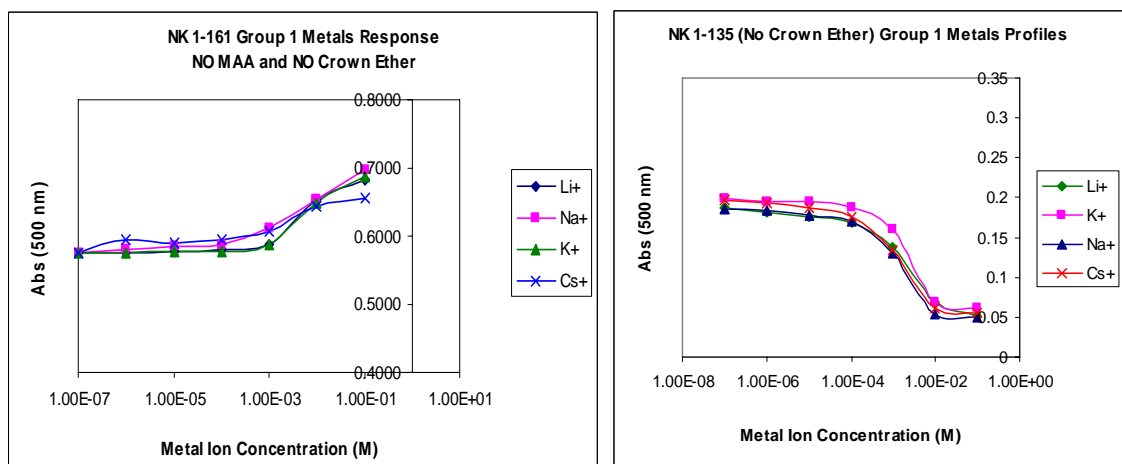 NK 1-161 Group 1 Metals Response
NO MAA and NO Crown Ether
0.8000
0.7000
0.6000
0.5000
0.4000
Abs (500 nm)
1.00E-07 1.00E-05 1.00E-03 1.00E-01 1.00E+01
Metal Ion Concentration (M)
Li+
Na+
K+
Cs+
NK 1-135 (No Crown Ether) Group 1 Metals Profiles
0.35
0.3
0.25
0.2
0.15
0.1
0.05
0
Abs (500 nm)
1.00E-08 1.00E-06 1.00E-04 1.00E-02 1.00E+00
Metal Ion Concentration (M)
Li+
K+
Na+
Cs+